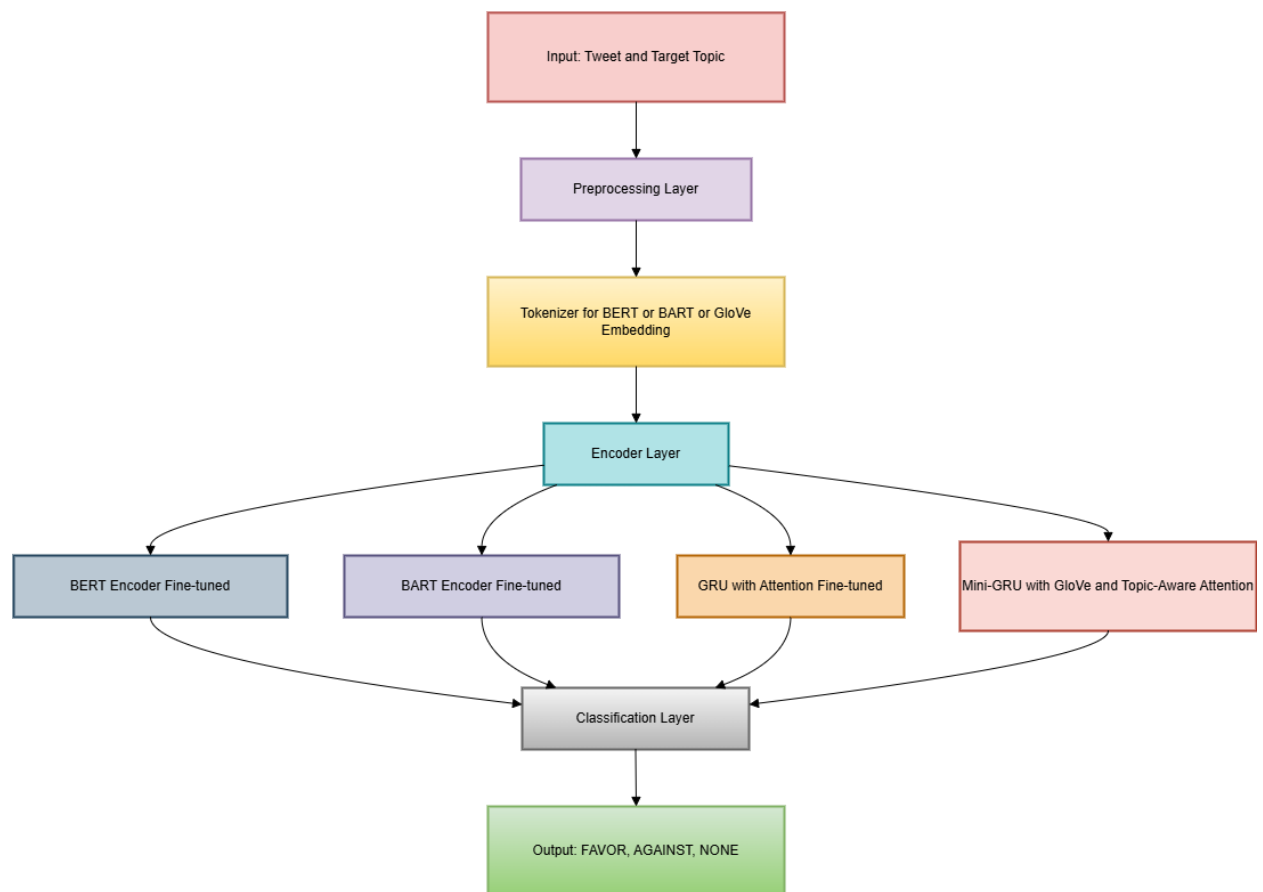 Input: Tweet and Target Topic
Preprocessing Layer
Tokenizer for BERT or BART or GloVe
Embedding
Encoder Layer
BERT Encoder Fine-tuned
BART Encoder Fine-tuned
GRU with Attention Fine-tuned
Mini-GRU with GloVe and Topic-Aware Attention
Classification Layer
Output: FAVOR, AGAINST, NONE